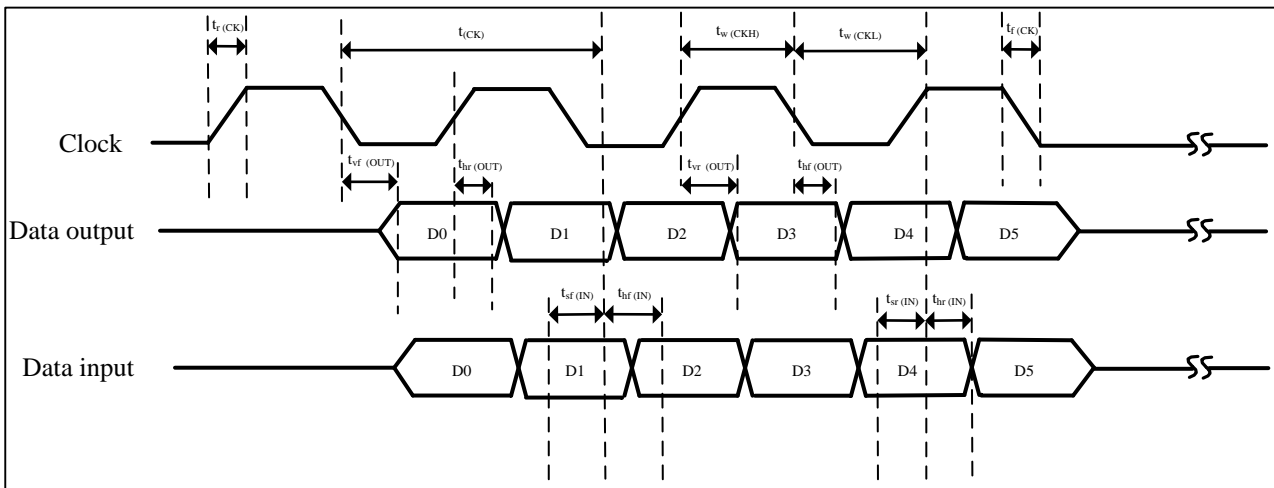 tr (CK)
t(CK)
tw (CKH)
tw (CKL)
tf (CK)
Clock
tvf (OUT)
thr (OUT)
tvr (OUT)
thf (OUT)
Data output
D0
D1
D2
D3
D4
D5
tsf (IN)
thf (IN)
tsr (IN)
thr (IN)
Data input
D0
D1
D2
D3
D4
D5